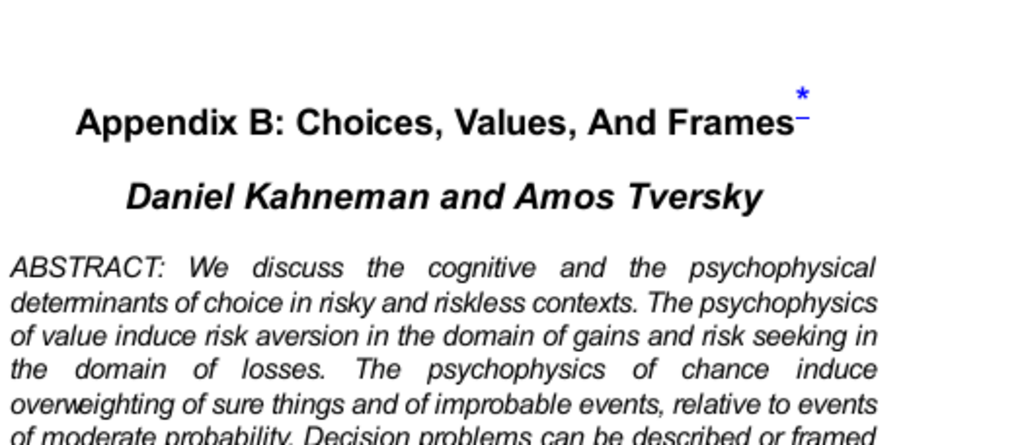 Appendix B: Choices, Values, And Frames*
Daniel Kahneman and Amos Tversky
ABSTRACT: We discuss the cognitive and the psychophysical
determinants of choice in risky and riskless contexts. The psychophysics
of value induce risk aversion in the domain of gains and risk seeking in
the domain of losses. The psychophysics of chance induce
overweighting of sure things and of improbable events, relative to events
of moderate probability. Decision problems can be described or framed